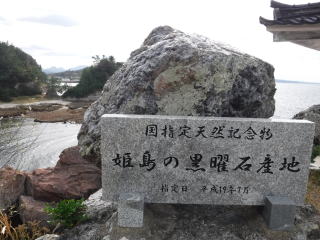 国指定天然記念物
姫島の黒曜石産地
指定日 平成19年7月